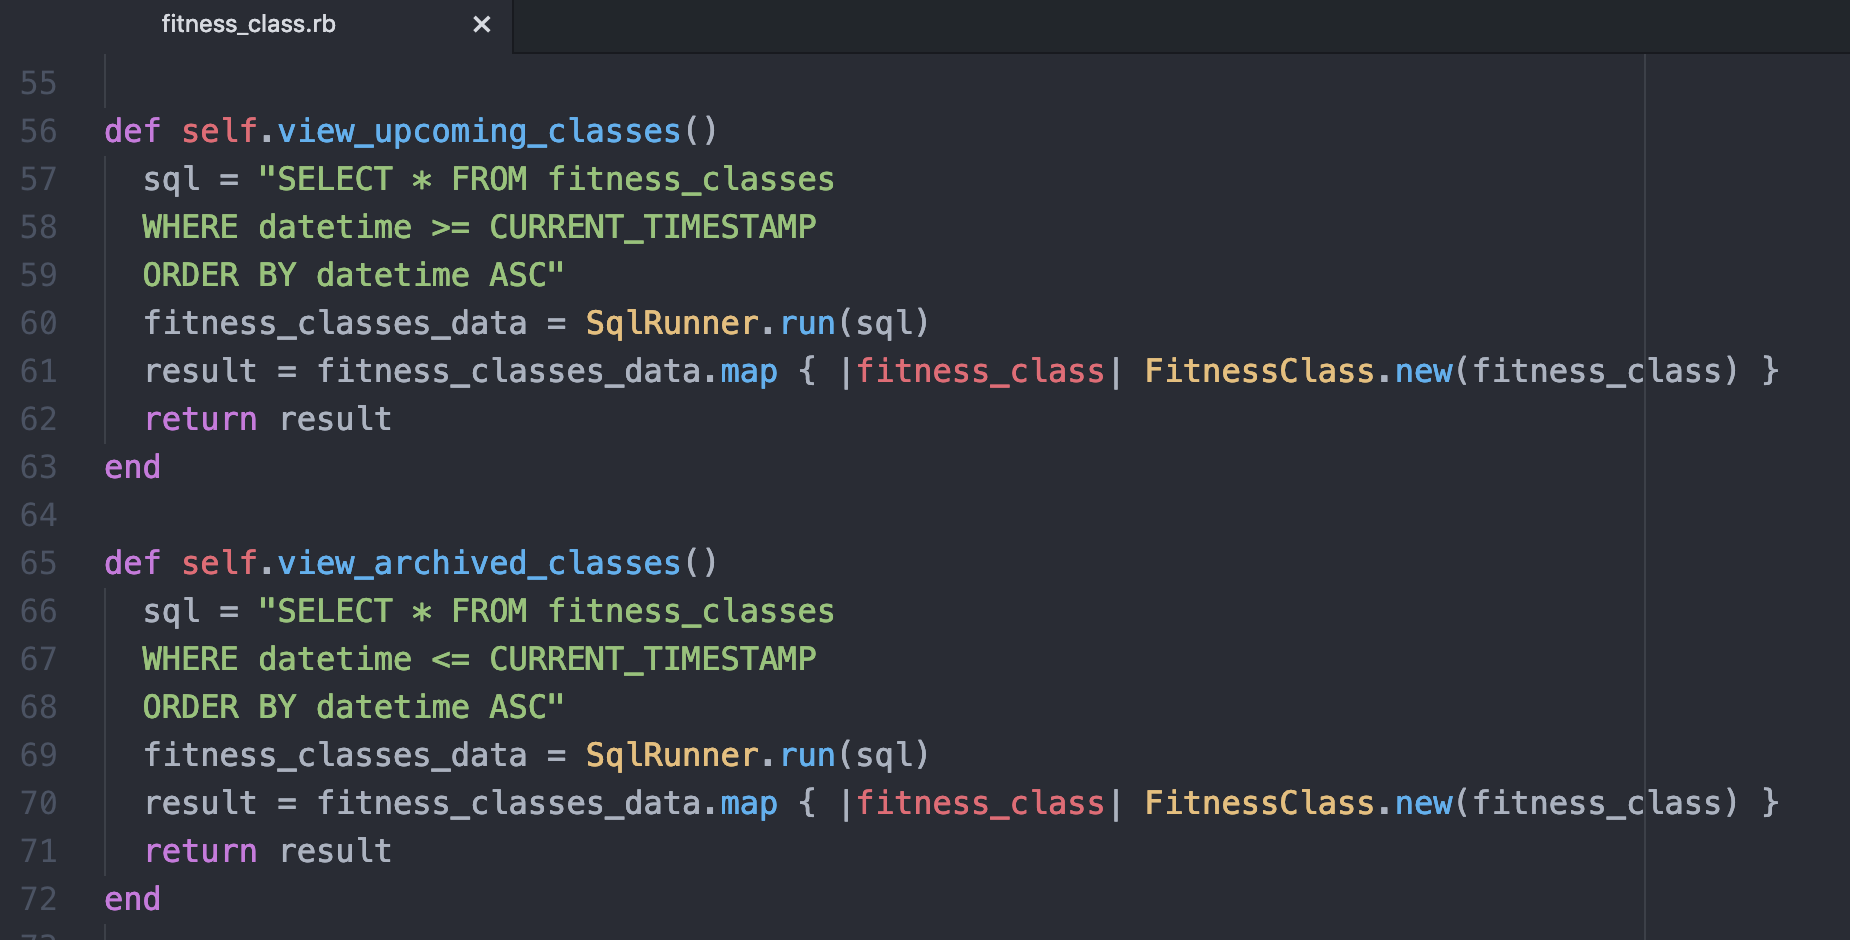 fitness_class.rb ×
55
56 def self.view_upcoming_classes()
57   sql = "SELECT * FROM fitness_classes
58   WHERE datetime >= CURRENT_TIMESTAMP
59   ORDER BY datetime ASC"
60   fitness_classes_data = SqlRunner.run(sql)
61   result = fitness_classes_data.map { |fitness_class| FitnessClass.new(fitness_class) }
62   return result
63 end
64
65 def self.view_archived_classes()
66   sql = "SELECT * FROM fitness_classes
67   WHERE datetime <= CURRENT_TIMESTAMP
68   ORDER BY datetime ASC"
69   fitness_classes_data = SqlRunner.run(sql)
70   result = fitness_classes_data.map { |fitness_class| FitnessClass.new(fitness_class) }
71   return result
72 end
73